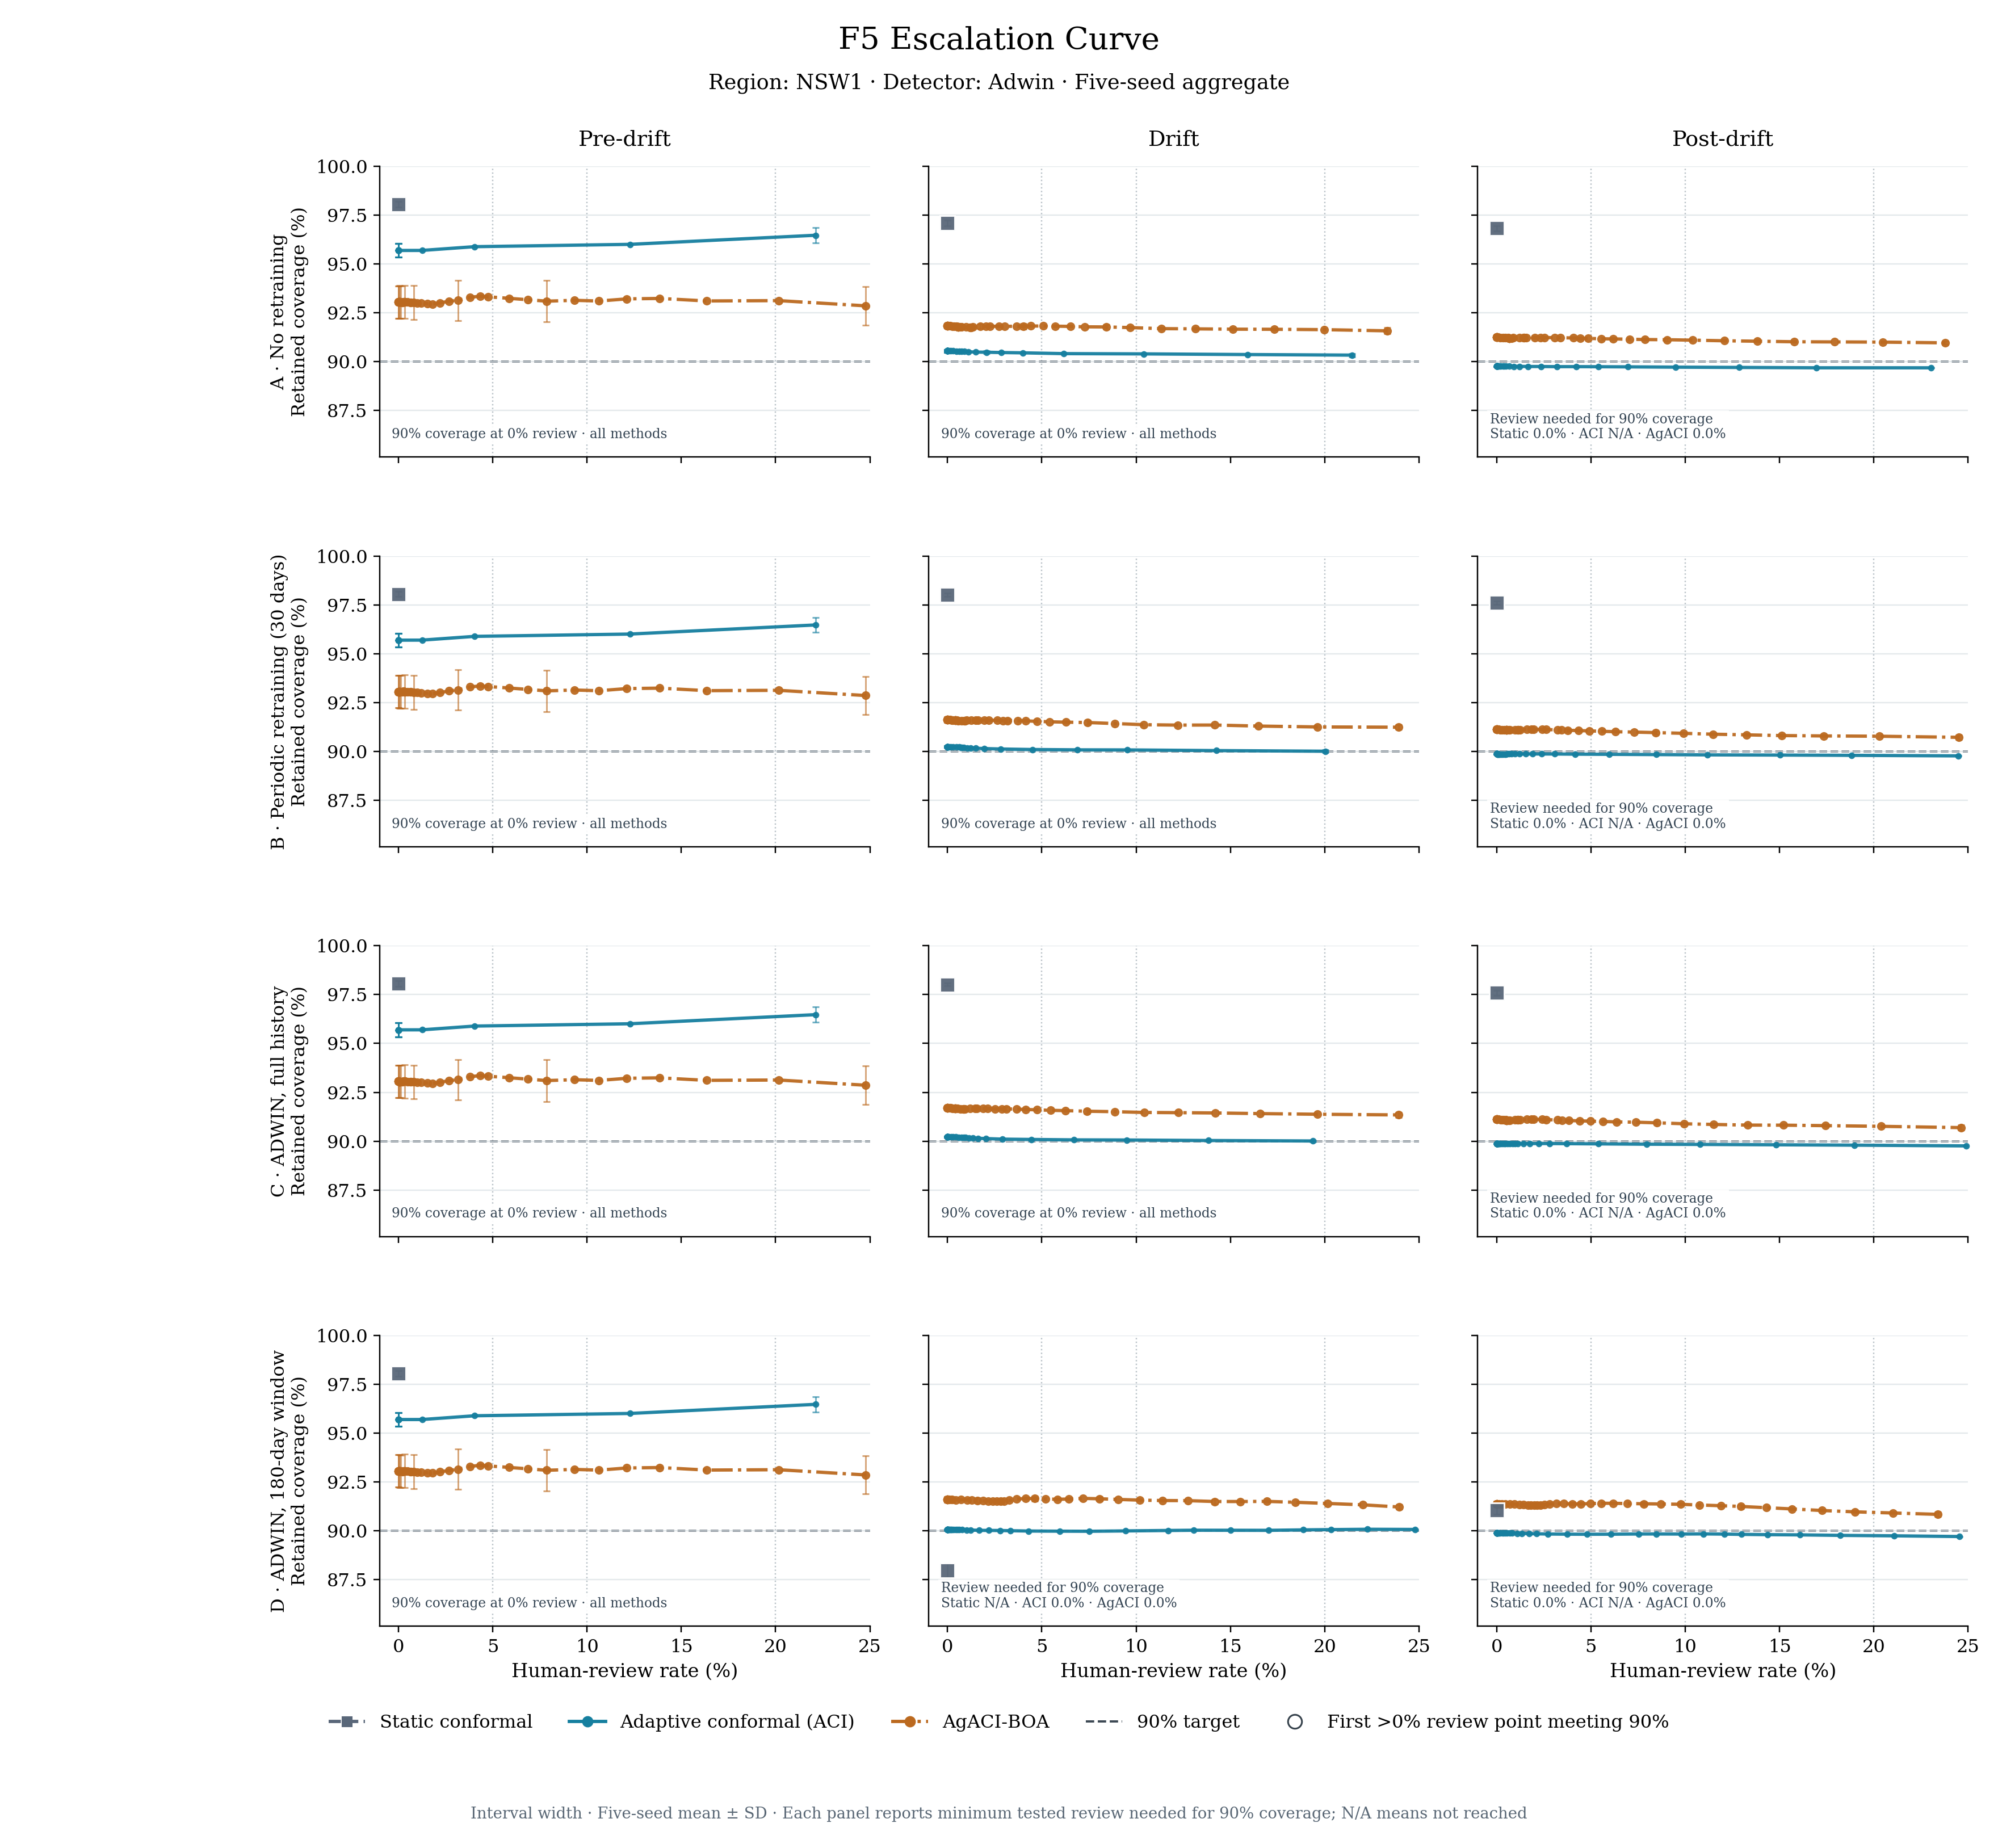 F5 Escalation Curve
Region: NSW1 · Detector: Adwin · Five-seed aggregate
Pre-drift
Drift
Post-drift
A · No retraining
Retained coverage (%)
100.0
97.5
95.0
92.5
90.0
87.5
90% coverage at 0% review · all methods
90% coverage at 0% review · all methods
Review needed for 90% coverage
Static 0.0% · ACI N/A · AgACI 0.0%
B · Periodic retraining (30 days)
Retained coverage (%)
100.0
97.5
95.0
92.5
90.0
87.5
90% coverage at 0% review · all methods
90% coverage at 0% review · all methods
Review needed for 90% coverage
Static 0.0% · ACI N/A · AgACI 0.0%
C · ADWIN, full history
Retained coverage (%)
100.0
97.5
95.0
92.5
90.0
87.5
90% coverage at 0% review · all methods
90% coverage at 0% review · all methods
Review needed for 90% coverage
Static 0.0% · ACI N/A · AgACI 0.0%
D · ADWIN, 180-day window
Retained coverage (%)
100.0
97.5
95.0
92.5
90.0
87.5
90% coverage at 0% review · all methods
Review needed for 90% coverage
Static N/A · ACI 0.0% · AgACI 0.0%
Review needed for 90% coverage
Static 0.0% · ACI N/A · AgACI 0.0%
0 5 10 15 20 25
0 5 10 15 20 25
0 5 10 15 20 25
Human-review rate (%)
Human-review rate (%)
Human-review rate (%)
Static conformal
Adaptive conformal (ACI)
AgACI-BOA
90% target
First >0% review point meeting 90%
Interval width · Five-seed mean ± SD · Each panel reports minimum tested review needed for 90% coverage; N/A means not reached